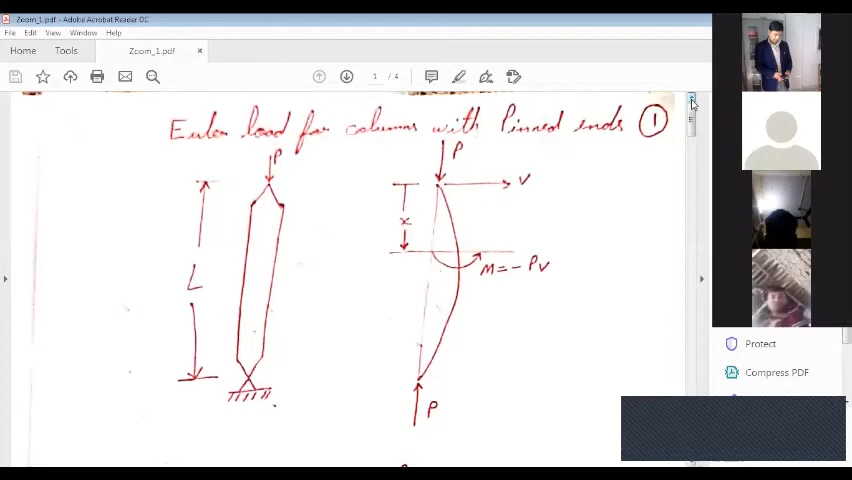 Zoom_1.pdf - Adobe Acrobat Reader DC
File Edit View Window Help
Home Tools Zoom_1.pdf ×
1 / 4
Euler load for columns with Pinned ends 1
P
P
V
x
L
M = - PV
P
Protect
Compress PDF